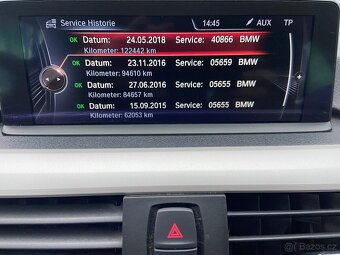 Service Historie 14:45 AUX TP
OK Datum: 24.05.2018 Service: 40866 BMW
Kilometer: 122442 km
OK Datum: 23.11.2016 Service: 05659 BMW
Kilometer: 94610 km
OK Datum: 27.06.2016 Service: 05655 BMW
Kilometer: 84657 km
OK Datum: 15.09.2015 Service: 05655 BMW
Kilometer: 62053 km
Sbazoš.cz